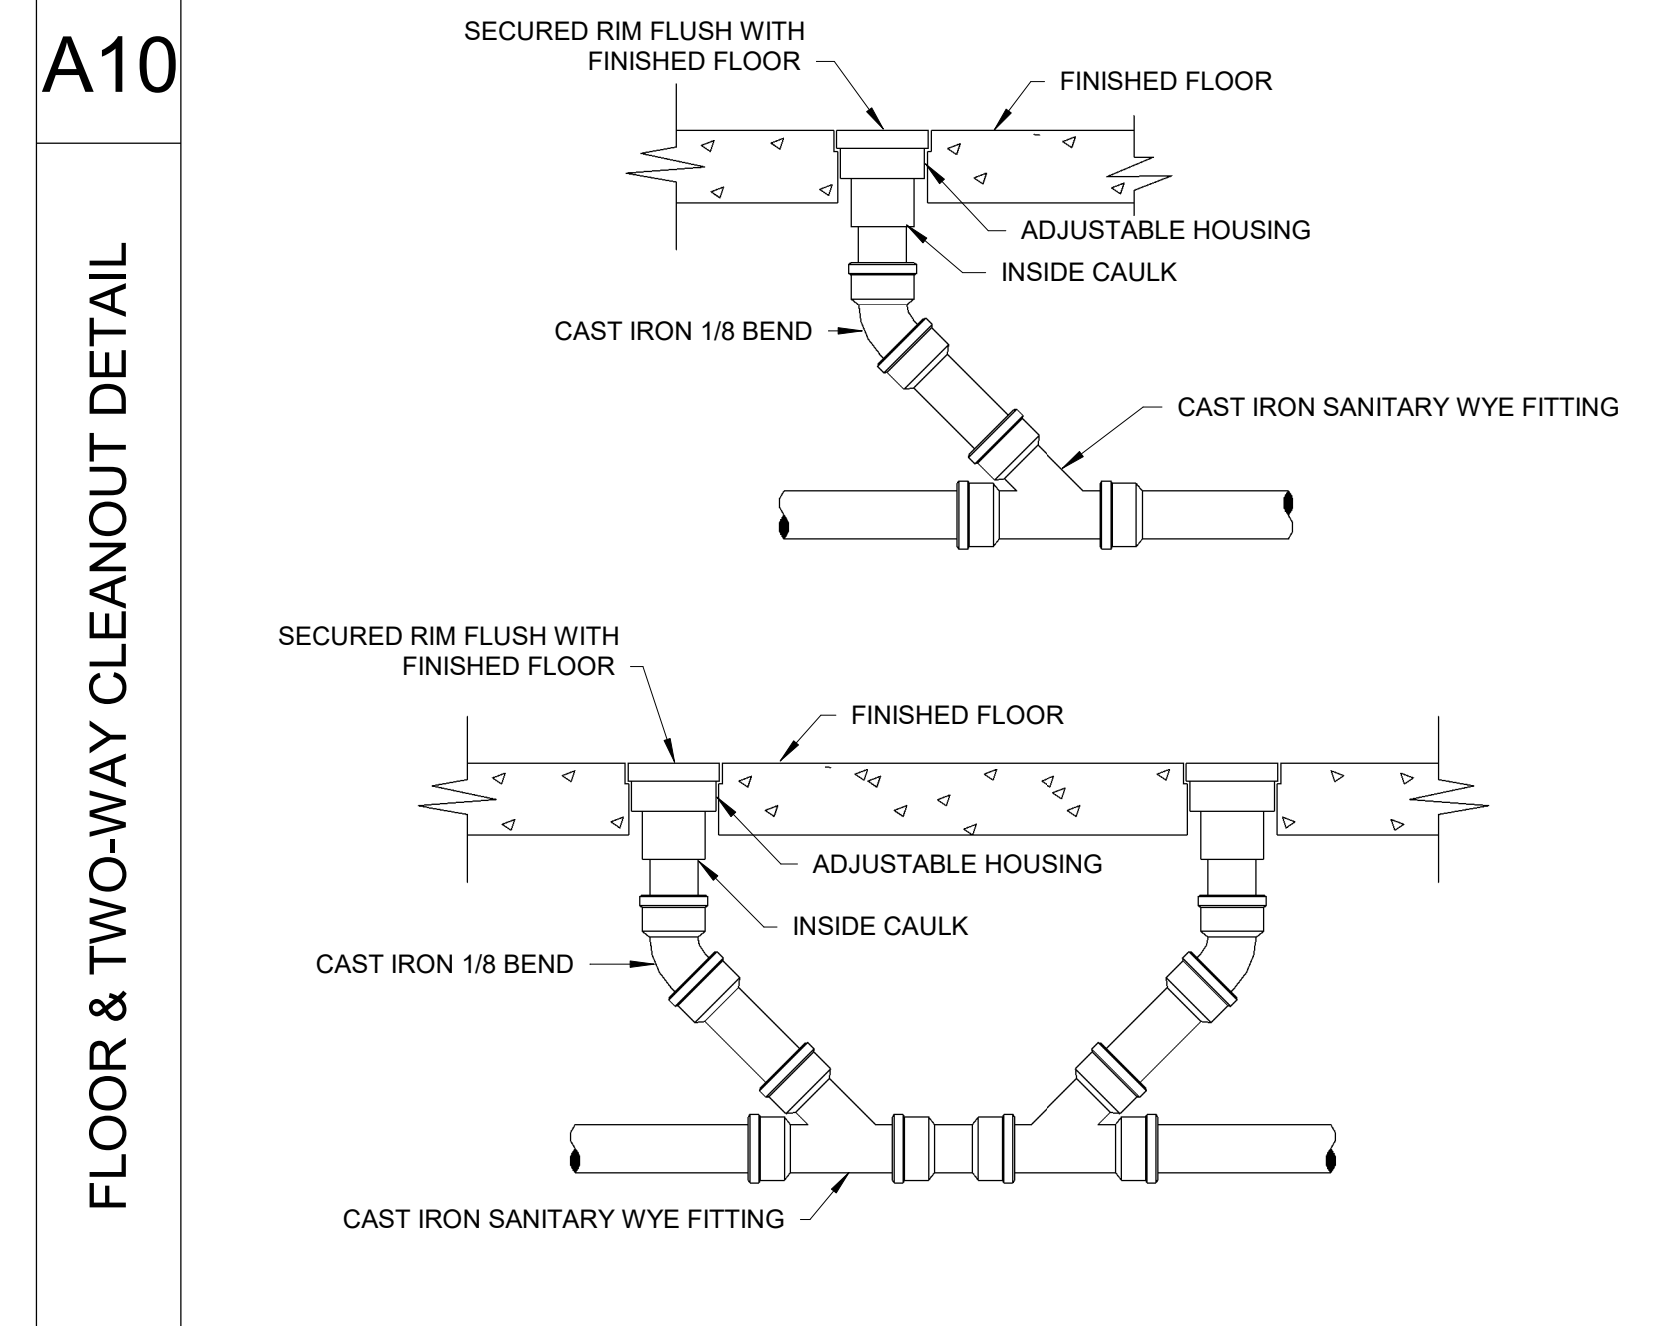 A10
FLOOR & TWO-WAY CLEANOUT DETAIL
SECURED RIM FLUSH WITH
FINISHED FLOOR
FINISHED FLOOR
ADJUSTABLE HOUSING
INSIDE CAULK
CAST IRON 1/8 BEND
CAST IRON SANITARY WYE FITTING
SECURED RIM FLUSH WITH
FINISHED FLOOR
FINISHED FLOOR
ADJUSTABLE HOUSING
INSIDE CAULK
CAST IRON 1/8 BEND
CAST IRON SANITARY WYE FITTING